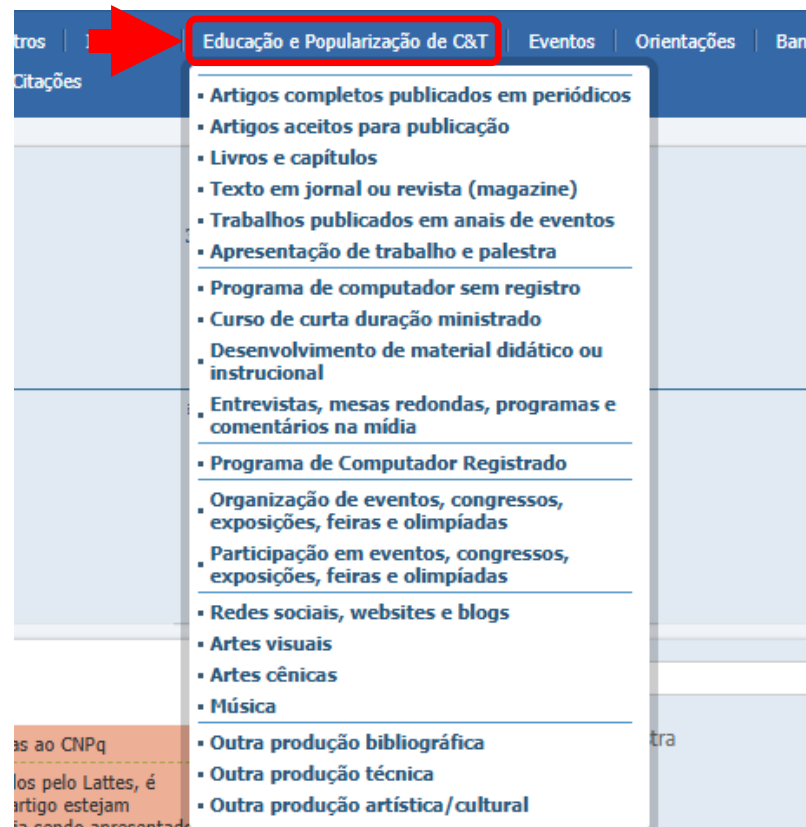 tros Educação e Popularização de C&T Eventos Orientações Ban
Citações
▪ Artigos completos publicados em periódicos
▪ Artigos aceitos para publicação
▪ Livros e capítulos
▪ Texto em jornal ou revista (magazine)
▪ Trabalhos publicados em anais de eventos
▪ Apresentação de trabalho e palestra
▪ Programa de computador sem registro
▪ Curso de curta duração ministrado
▪ Desenvolvimento de material didático ou
instrucional
▪ Entrevistas, mesas redondas, programas e
comentários na mídia
▪ Programa de Computador Registrado
▪ Organização de eventos, congressos,
exposições, feiras e olimpíadas
▪ Participação em eventos, congressos,
exposições, feiras e olimpíadas
▪ Redes sociais, websites e blogs
▪ Artes visuais
▪ Artes cênicas
▪ Música
▪ Outra produção bibliográfica
▪ Outra produção técnica
▪ Outra produção artística/cultural
as ao CNPq
tra
los pelo Lattes, é
artigo estejam
sendo apresentad